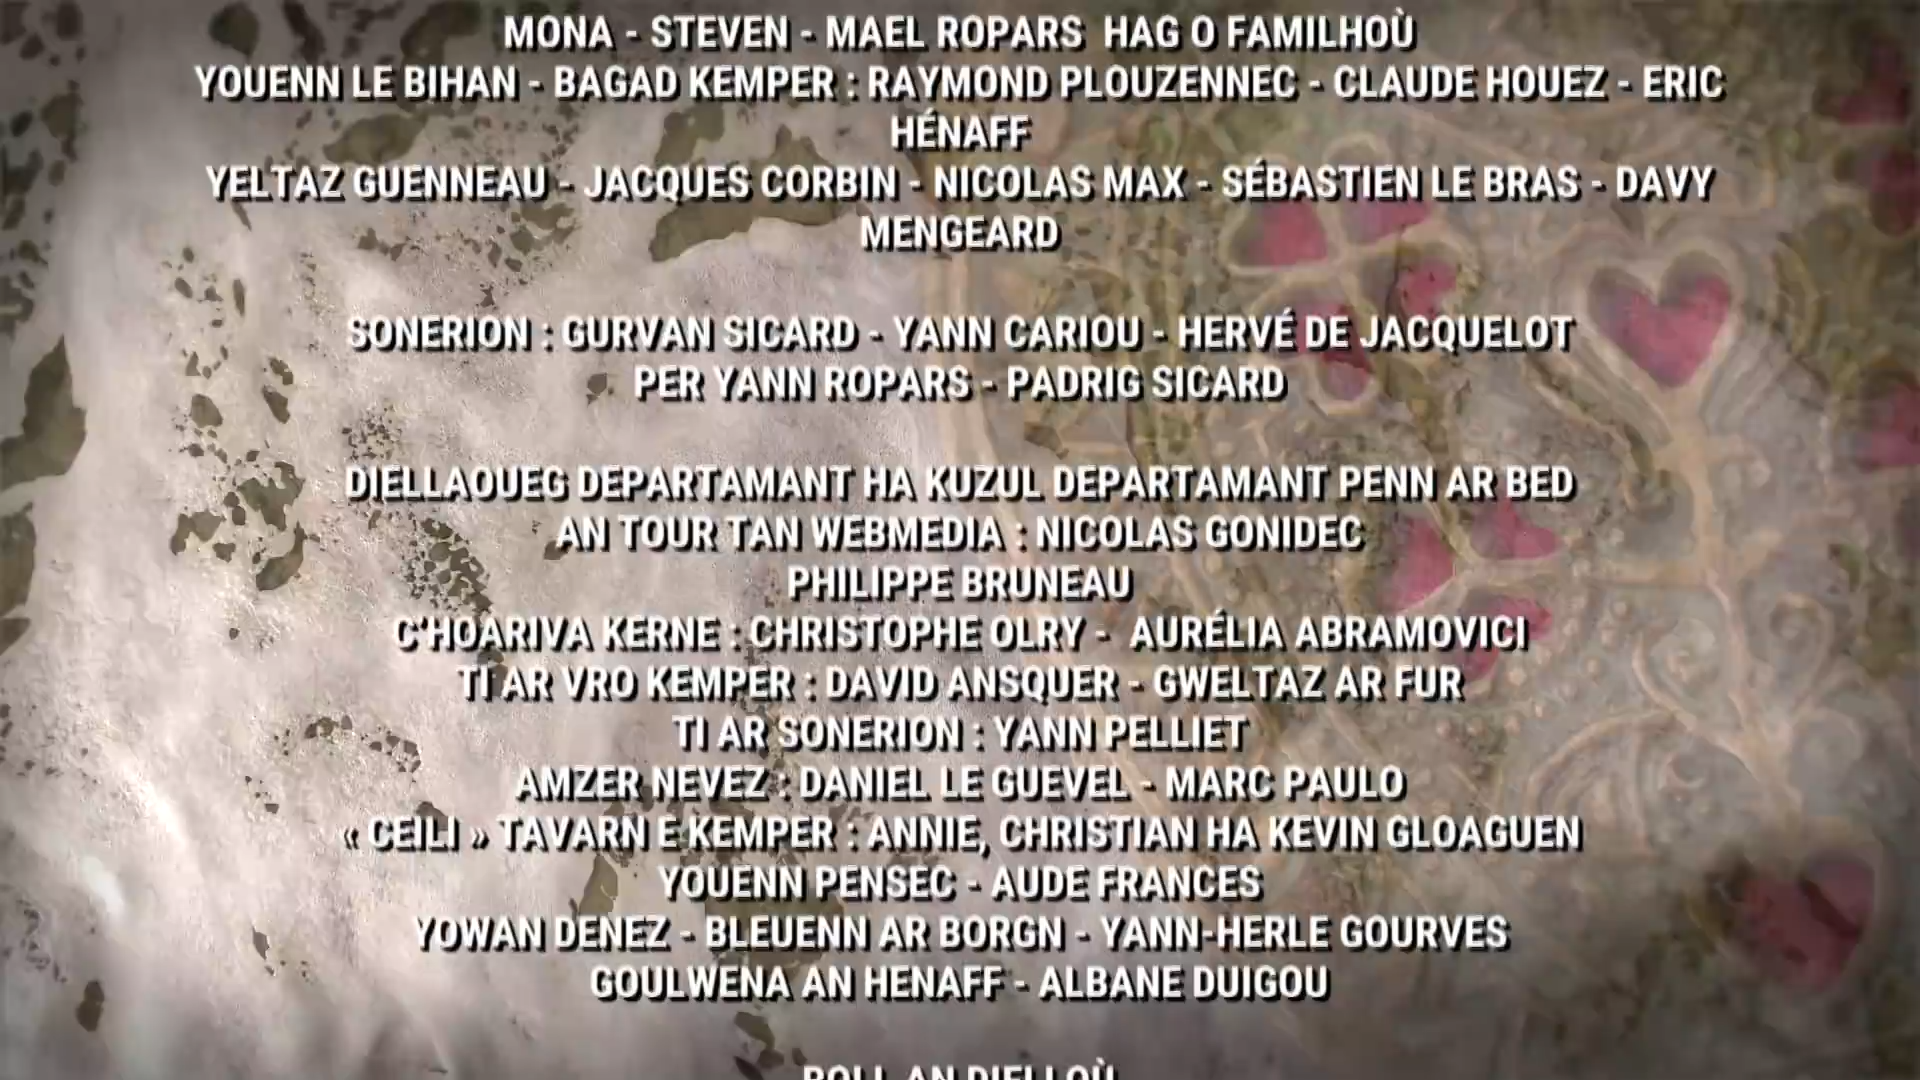 MONA - STEVEN - MAEL ROPARS  HAG O FAMILHOÙ
YOUENN LE BIHAN - BAGAD KEMPER : RAYMOND PLOUZENNEC - CLAUDE HOUEZ - ERIC
HÉNAFF
YELTAZ GUENNEAU - JACQUES CORBIN - NICOLAS MAX - SÉBASTIEN LE BRAS - DAVY
MENGEARD
SONERION : GURVAN SICARD - YANN CARIOU - HERVÉ DE JACQUELOT
PER YANN ROPARS - PADRIG SICARD
DIELLAOUEG DEPARTAMANT HA KUZUL DEPARTAMANT PENN AR BED
AN TOUR TAN WEBMEDIA : NICOLAS GONIDEC
PHILIPPE BRUNEAU
C'HOARIVA KERNE : CHRISTOPHE OLRY -  AURÉLIA ABRAMOVICI
TI AR VRO KEMPER : DAVID ANSQUER - GWELTAZ AR FUR
TI AR SONERION : YANN PELLIET
AMZER NEVEZ : DANIEL LE GUEVEL - MARC PAULO
« CEILI » TAVARN E KEMPER : ANNIE, CHRISTIAN HA KEVIN GLOAGUEN
YOUENN PENSEC - AUDE FRANCES
YOWAN DENEZ - BLEUENN AR BORGN - YANN-HERLE GOURVES
GOULWENA AN HENAFF - ALBANE DUIGOU
ROLL AN DIELLOÙ